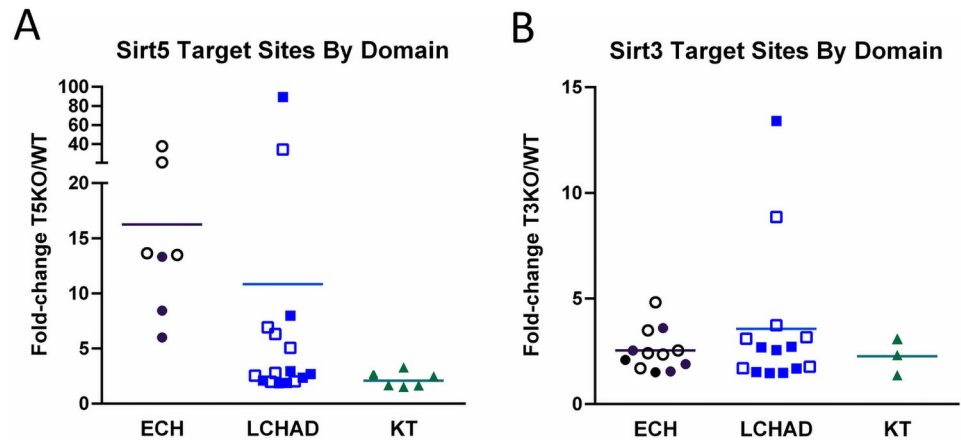 A
Sirt5 Target Sites By Domain
Fold-change T5KO/WT
100
80
60
40
20
15
10
5
0
ECH LCHAD KT
B
Sirt3 Target Sites By Domain
Fold-change T3KO/WT
15
10
5
0
ECH LCHAD KT